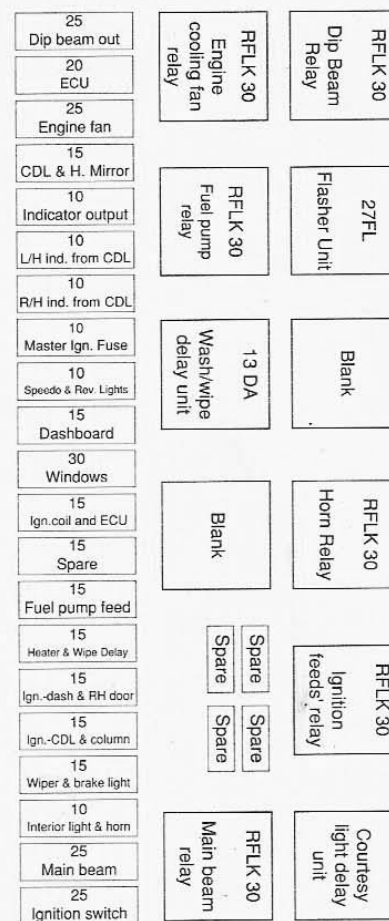 25
Dip beam out
20
ECU
25
Engine fan
15
CDL & H. Mirror
10
Indicator output
10
L/H ind. from CDL
10
R/H ind. from CDL
10
Master Ign. Fuse
10
Speedo & Rev. Lights
15
Dashboard
30
Windows
15
Ign.coil and ECU
15
Spare
15
Fuel pump feed
15
Heater & Wipe Delay
15
Ign.-dash & RH door
15
Ign.-CDL & column
15
Wiper & brake light
10
Interior light & horn
25
Main beam
25
Ignition switch
RFLK 30
Engine
cooling fan
relay
RFLK 30
Fuel pump
relay
13 DA
Wash/wipe
delay unit
Blank
Spare
Spare
Spare
Spare
RFLK 30
Main beam
relay
RFLK 30
Dip Beam
Relay
27FL
Flasher Unit
Blank
RFLK 30
Horn Relay
RFLK 30
Ignition
feeds' relay
Courtesy
light delay
unit